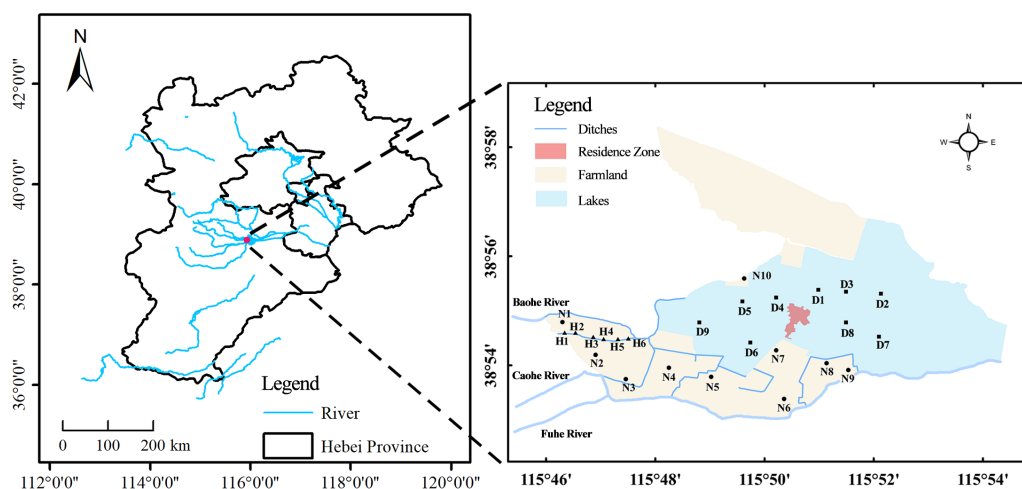 N
42°0'0"
40°0'0"
38°0'0"
36°0'0"
112°0'0"
114°0'0"
116°0'0"
118°0'0"
120°0'0"
0 100 200 km
Legend
River
Hebei Province
Legend
Ditches
Residence Zone
Farmland
Lakes
N
W E
S
38°58'
38°56'
38°54'
115°46'
115°48'
115°50'
115°52'
115°54'
Baohe River
Caohe River
Fuhe River
N10
D3
D1
D2
D5
D4
N1
H2
H4
D9
D8
H1
H3
H5
H6
D6
D7
N2
N7
N3
N4
N5
N8
N9
N6